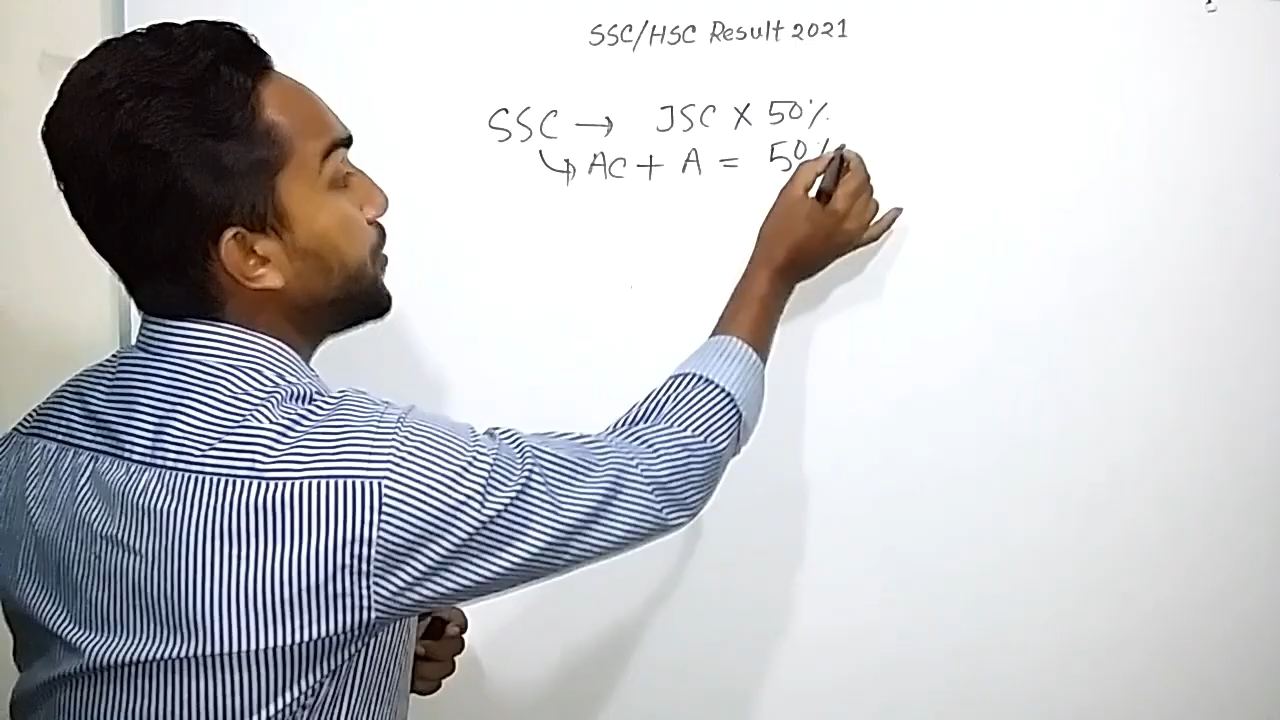 SSC/HSC Result 2021
SSC → JSC X 50%
↳ AC + A = 50%